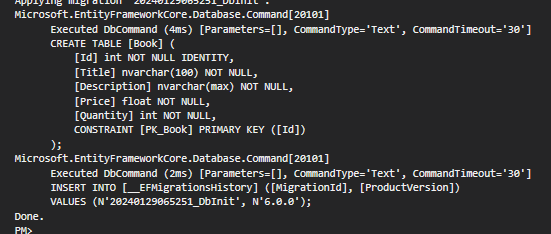 Applying migration '20240129065251_DbInit'.
Microsoft.EntityFrameworkCore.Database.Command[20101]
Executed DbCommand (4ms) [Parameters=[], CommandType='Text', CommandTimeout='30']
CREATE TABLE [Book] (
[Id] int NOT NULL IDENTITY,
[Title] nvarchar(100) NOT NULL,
[Description] nvarchar(max) NOT NULL,
[Price] float NOT NULL,
[Quantity] int NOT NULL,
CONSTRAINT [PK_Book] PRIMARY KEY ([Id])
);
Microsoft.EntityFrameworkCore.Database.Command[20101]
Executed DbCommand (2ms) [Parameters=[], CommandType='Text', CommandTimeout='30']
INSERT INTO [__EFMigrationsHistory] ([MigrationId], [ProductVersion])
VALUES (N'20240129065251_DbInit', N'6.0.0');
Done.
PM>